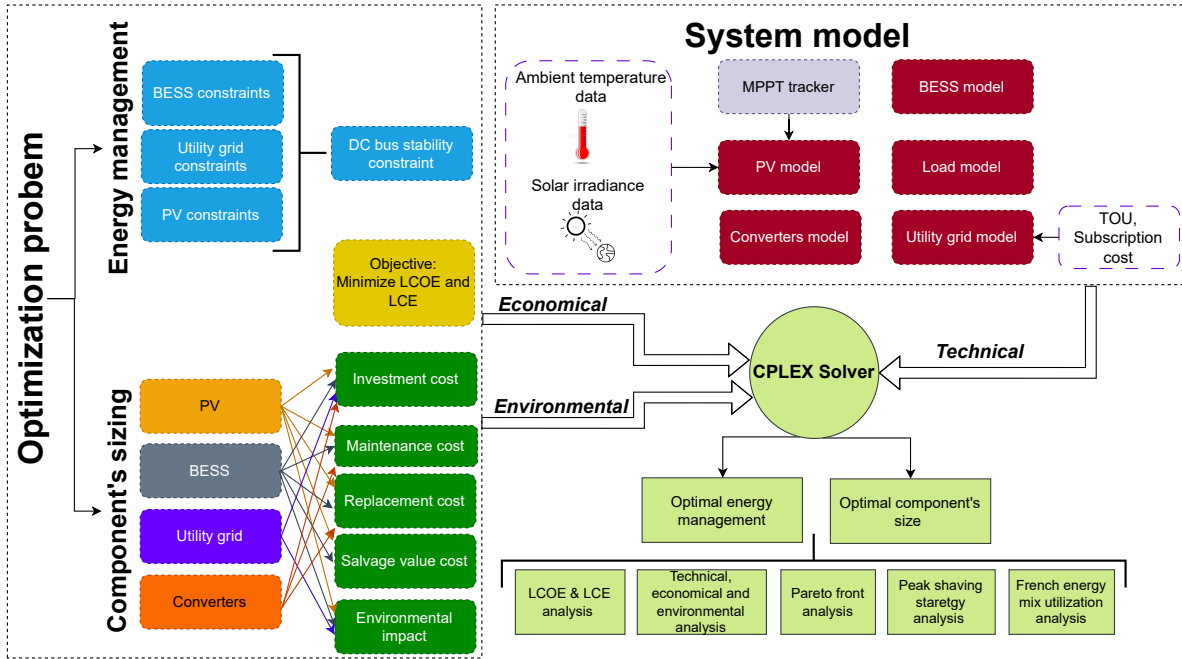 Optimization probem
Energy management
BESS constraints
Utility grid
constraints
PV constraints
DC bus stability
constraint
Objective:
Minimize LCOE and
LCE
Component's sizing
PV
BESS
Utility grid
Converters
Investment cost
Maintenance cost
Replacement cost
Salvage value cost
Environmental
impact
System model
Ambient temperature
data
Solar irradiance
data
MPPT tracker
PV model
Converters model
BESS model
Load model
Utility grid model
TOU,
Subscription
cost
Economical
Environmental
Technical
CPLEX Solver
Optimal energy
management
Optimal component's
size
LCOE & LCE
analysis
Technical,
economical and
environmental analysis
Pareto front
analysis
Peak shaving
staretgy
analysis
French energy
mix utilization
analysis